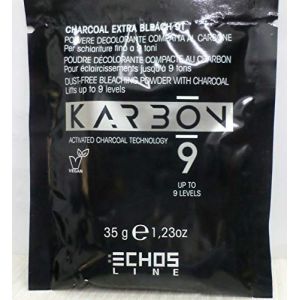 CHARCOAL EXTRA BLEACH 9T
POLVERE DECOLORANTE COMPATTA AL CARBONE
Per schiariture fino a 9 toni
POUDRE DÉCOLORANTE COMPACTE AU CARBON
Pour éclaircissements jusqu'à 9 tons
DUST-FREE BLEACHING POWDER WITH CHARCOAL
Lifts up to 9 levels
KARBON
9
ACTIVATED CHARCOAL TECHNOLOGY
VEGAN
UP TO
9 LEVELS
35 g e 1,23oz
ECHOS
LINE